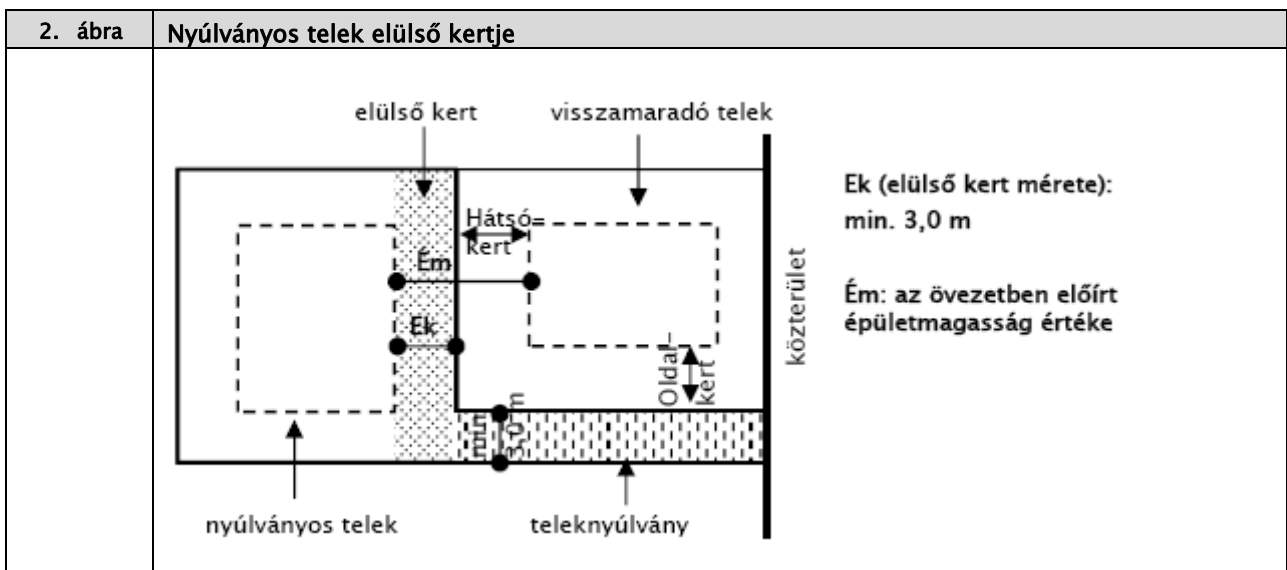 2. ábra
Nyúlványos telek elülső kertje
elülső kert
visszamaradó telek
Hátsó=
kert
Ém
Ek
Oldal-
kert
közterület
min
3,0 m
nyúlványos telek
teleknyúlvány
Ek (elülső kert mérete):
min. 3,0 m
Ém: az övezetben előírt
épületmagasság értéke